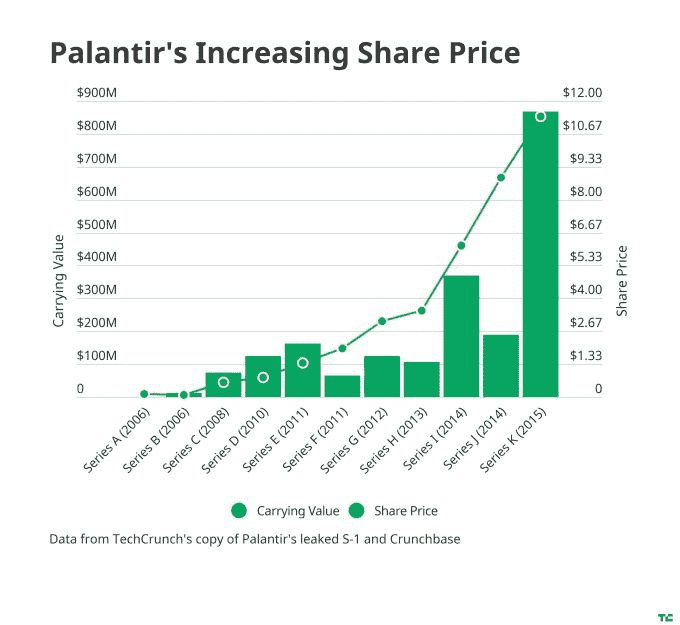 Palantir's Increasing Share Price
$900M
$12.00
$800M
$10.67
$700M
$9.33
$600M
$8.00
$500M
$6.67
$400M
$5.33
$300M
$4.00
$200M
$2.67
$100M
$1.33
0
0
Carrying Value
Share Price
Series A (2006)
Series B (2006)
Series C (2008)
Series D (2010)
Series E (2011)
Series F (2011)
Series G (2012)
Series H (2013)
Series I (2014)
Series J (2014)
Series K (2015)
Carrying Value
Share Price
Data from TechCrunch's copy of Palantir's leaked S-1 and Crunchbase
TC